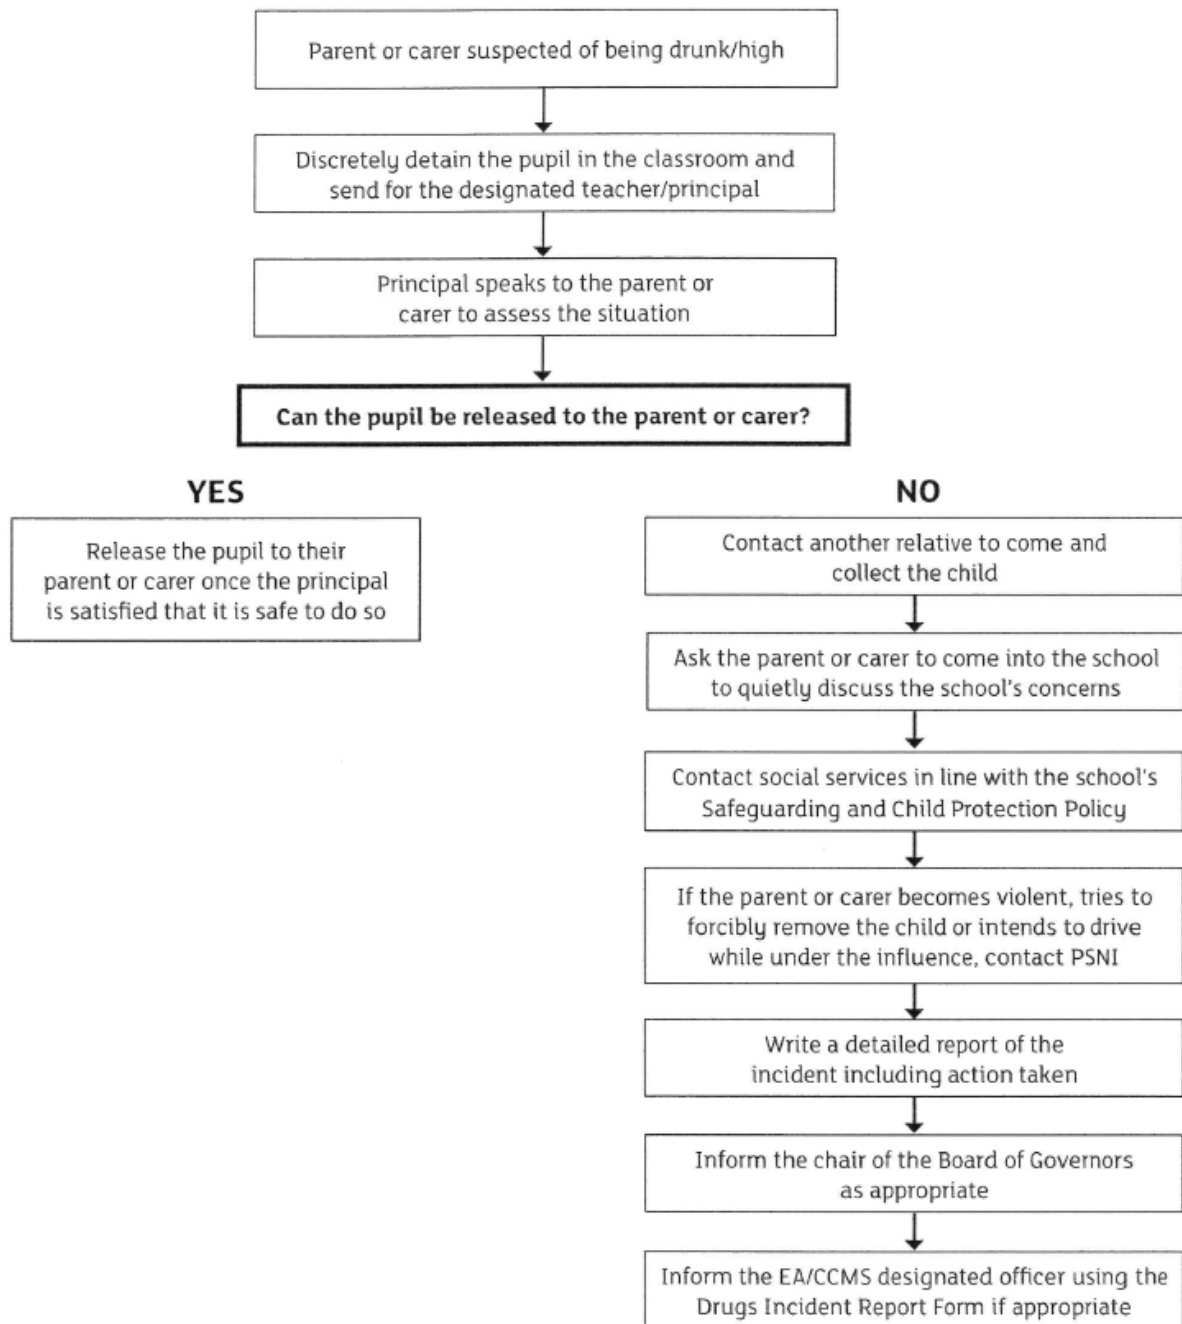 Parent or carer suspected of being drunk/high
Discretely detain the pupil in the classroom and
send for the designated teacher/principal
Principal speaks to the parent or
carer to assess the situation
Can the pupil be released to the parent or carer?
YES
Release the pupil to their
parent or carer once the principal
is satisfied that it is safe to do so
NO
Contact another relative to come and
collect the child
Ask the parent or carer to come into the school
to quietly discuss the school's concerns
Contact social services in line with the school's
Safeguarding and Child Protection Policy
If the parent or carer becomes violent, tries to
forcibly remove the child or intends to drive
while under the influence, contact PSNI
Write a detailed report of the
incident including action taken
Inform the chair of the Board of Governors
as appropriate
Inform the EA/CCMS designated officer using the
Drugs Incident Report Form if appropriate